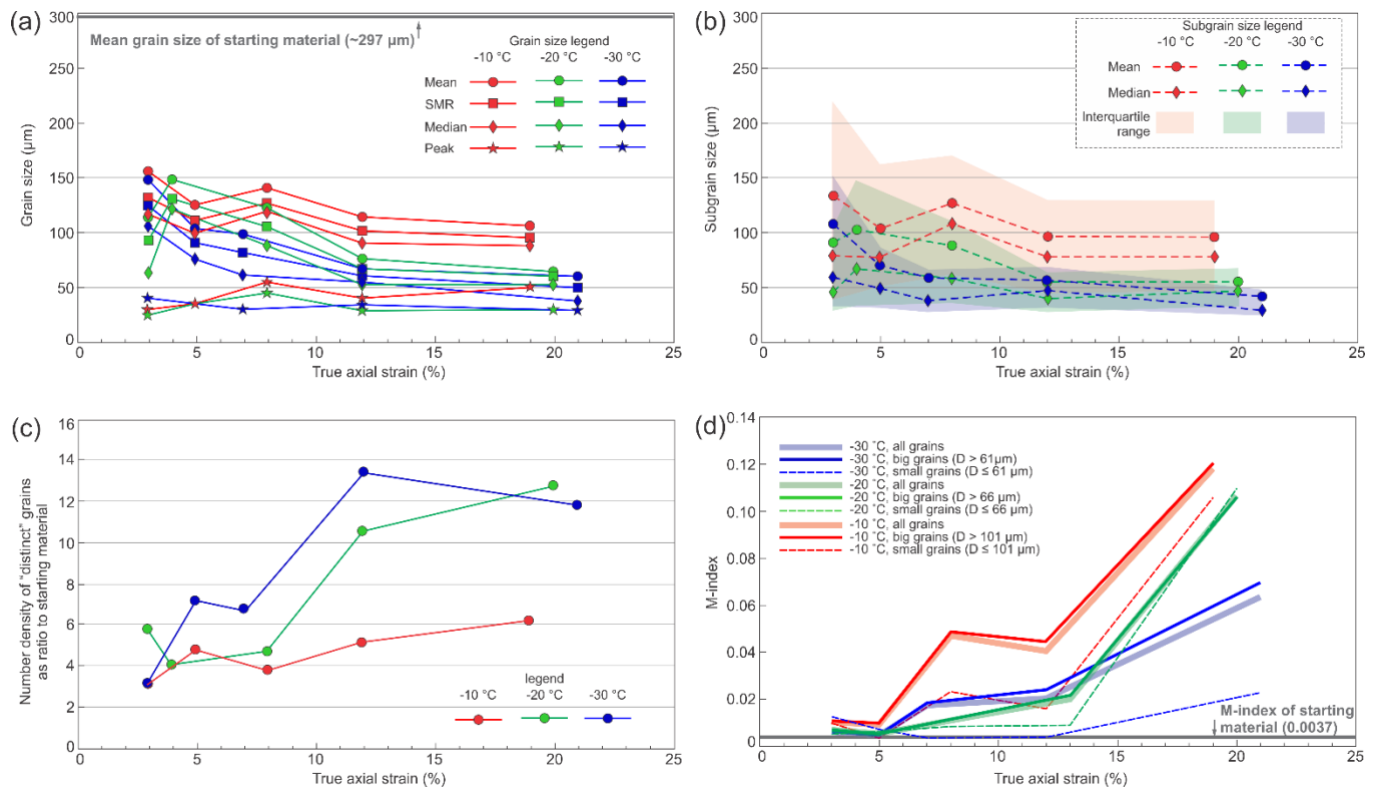 (a)
300
250
200
150
100
50
0
0 5 10 15 20 25
Grain size (µm)
True axial strain (%)
Mean grain size of starting material (~297 µm)
Grain size legend
-10 °C -20 °C -30 °C
Mean
SMR
Median
Peak
(b)
300
250
200
150
100
50
0
0 5 10 15 20 25
Subgrain size (µm)
True axial strain (%)
Subgrain size legend
-10 °C -20 °C -30 °C
Mean
Median
Interquartile
range
(c)
16
14
12
10
8
6
4
2
0
0 5 10 15 20 25
Number density of "distinct" grains
as ratio to starting material
True axial strain (%)
legend
-10 °C -20 °C -30 °C
(d)
0.14
0.12
0.10
0.08
0.06
0.04
0.02
0
0 5 10 15 20 25
M-index
True axial strain (%)
-30 °C, all grains
-30 °C, big grains (D > 61µm)
-30 °C, small grains (D ≤ 61 µm)
-20 °C, all grains
-20 °C, big grains (D > 66 µm)
-20 °C, small grains (D ≤ 66 µm)
-10 °C, all grains
-10 °C, big grains (D > 101 µm)
-10 °C, small grains (D ≤ 101 µm)
M-index of starting
material (0.0037)